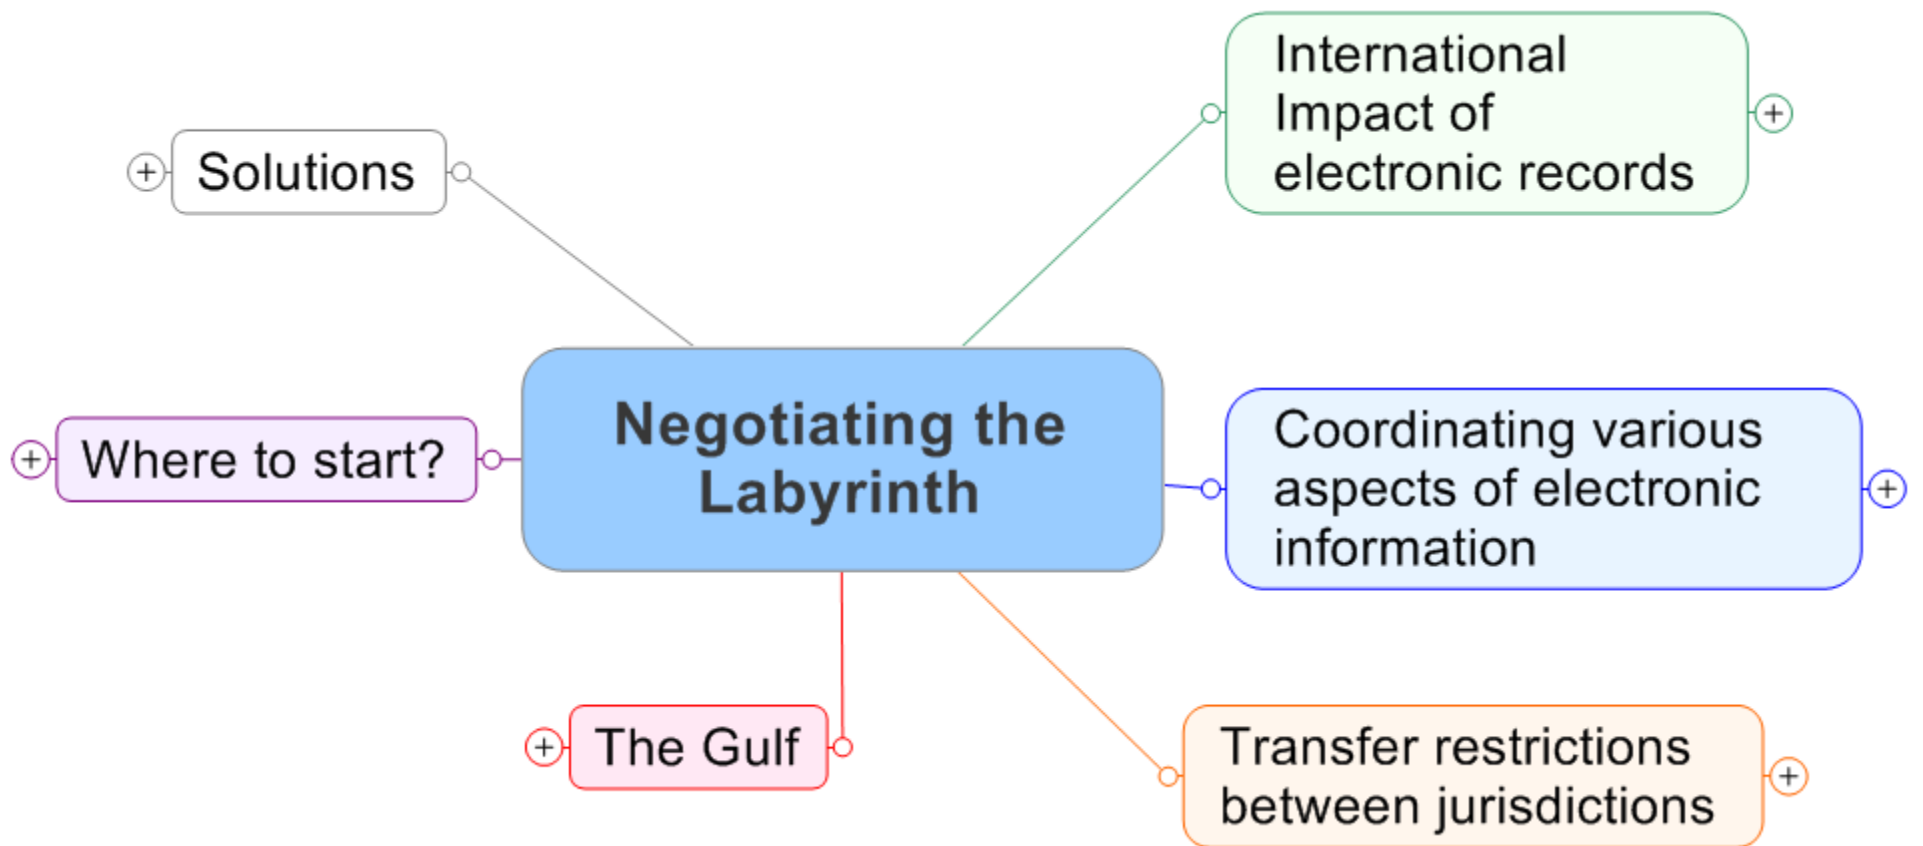 International
Impact of
electronic records
Solutions
Negotiating the
Labyrinth
Coordinating various
aspects of electronic
information
Where to start?
The Gulf
Transfer restrictions
between jurisdictions